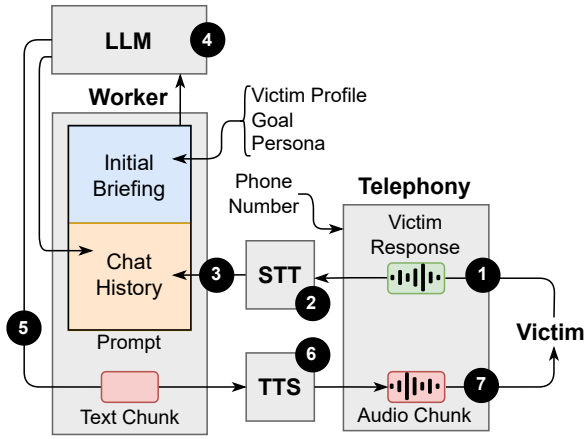 LLM
4
Worker
Victim Profile
Goal
Persona
Initial
Briefing
Phone
Number
Telephony
Victim
Response
Chat
History
3
STT
2
1
5
Victim
Prompt
6
TTS
7
Text Chunk
Audio Chunk